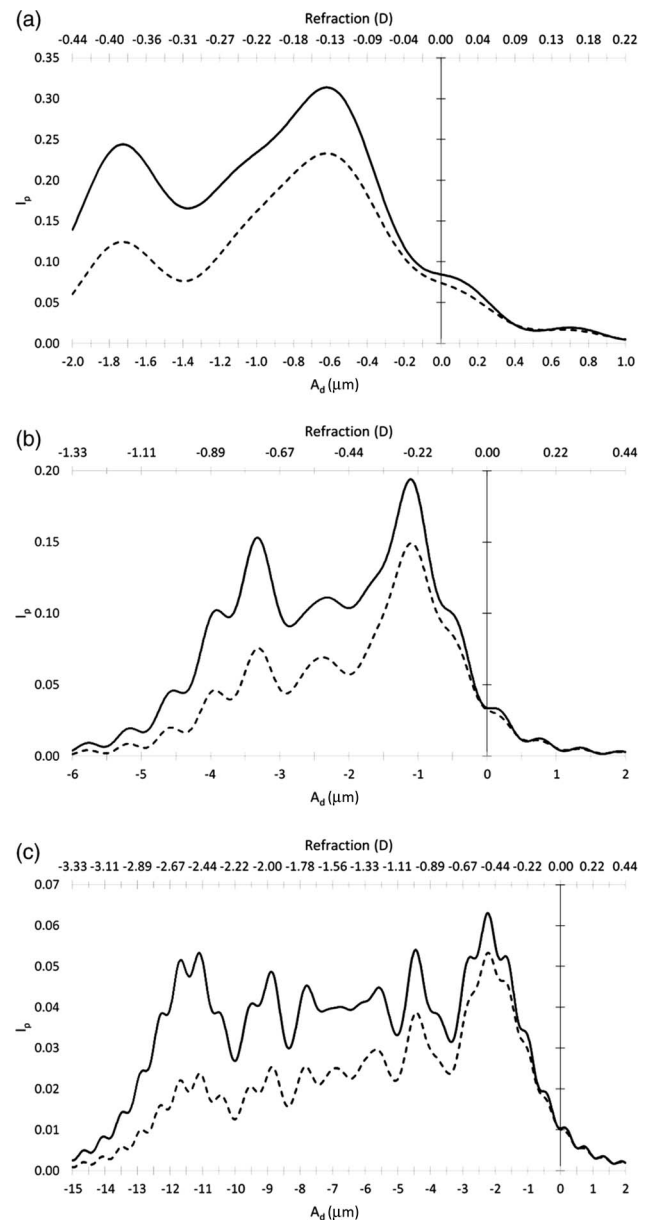 (a)
Refraction (D)
-0.44 -0.40 -0.36 -0.31 -0.27 -0.22 -0.18 -0.13 -0.09 -0.04 0.00 0.04 0.09 0.13 0.18 0.22
0.35
0.30
0.25
0.20
Ip
0.15
0.10
0.05
0.00
-2.0 -1.8 -1.6 -1.4 -1.2 -1.0 -0.8 -0.6 -0.4 -0.2 0.0 0.2 0.4 0.6 0.8 1.0
Ad (μm)
(b)
Refraction (D)
-1.33 -1.11 -0.89 -0.67 -0.44 -0.22 0.00 0.22 0.44
0.20
0.15
Ip
0.10
0.05
0.00
-6 -5 -4 -3 -2 -1 0 1 2
Ad (μm)
(c)
Refraction (D)
-3.33 -3.11 -2.89 -2.67 -2.44 -2.22 -2.00 -1.78 -1.56 -1.33 -1.11 -0.89 -0.67 -0.44 -0.22 0.00 0.22 0.44
0.07
0.06
0.05
0.04
Ip
0.03
0.02
0.01
0.00
-15 -14 -13 -12 -11 -10 -9 -8 -7 -6 -5 -4 -3 -2 -1 0 1 2
Ad (μm)